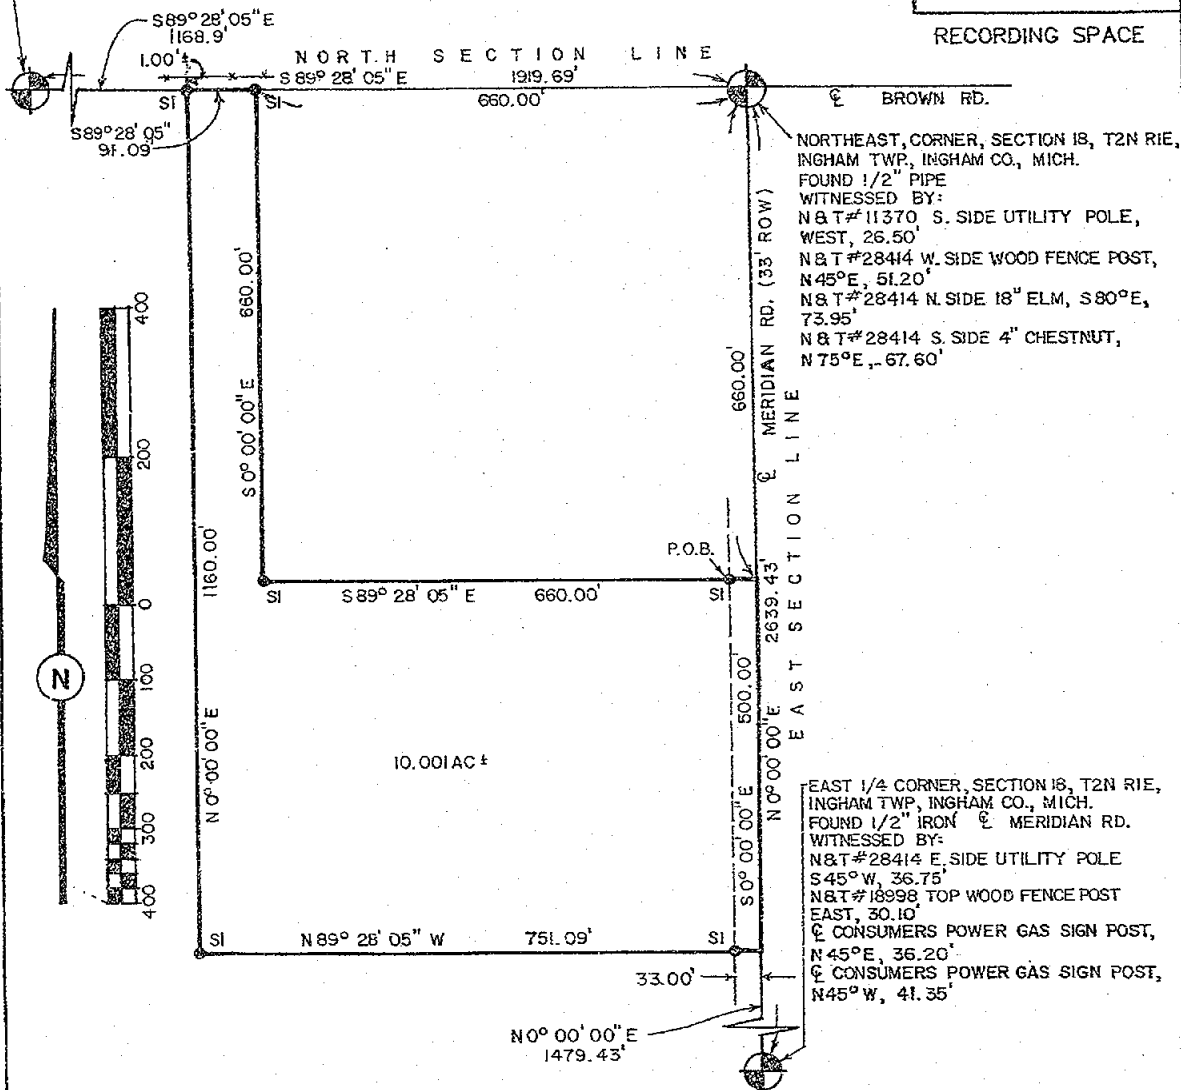 RECORDING SPACE
S89° 28' 05" E
1168.9'
1.00'±
NORTH SECTION LINE
S 89° 28' 05" E 1919.69'
660.00'
SI
SI
℄ BROWN RD.
S89° 28' 05"
91.09'
NORTHEAST, CORNER, SECTION 18, T2N R1E,
INGHAM TWP., INGHAM CO., MICH.
FOUND 1/2" PIPE
WITNESSED BY:
N&T#11370 S. SIDE UTILITY POLE,
WEST, 26.50'
N&T#28414 W. SIDE WOOD FENCE POST,
N45°E, 51.20'
N&T#28414 N. SIDE 18" ELM, S80°E,
73.95'
N&T#28414 S. SIDE 4" CHESTNUT,
N75°E, 67.60'
S 0° 00' 00" E 660.00'
660.00'
℄ MERIDIAN RD. (33' ROW)
EAST SECTION LINE
400
200
0
100
200
300
400
N
N 0° 00' 00" E 1160.00'
P.O.B.
SI
S89° 28' 05" E 660.00'
SI
N0° 00' 00" E 2639.43'
S0° 00' 00" E 500.00'
10.001AC±
EAST 1/4 CORNER, SECTION 18, T2N R1E,
INGHAM TWP, INGHAM CO., MICH.
FOUND 1/2" IRON ℄ MERIDIAN RD.
WITNESSED BY:
N&T#28414 E. SIDE UTILITY POLE
S45°W, 36.75'
N&T#18998 TOP WOOD FENCE POST
EAST, 30.10'
℄ CONSUMERS POWER GAS SIGN POST,
N45°E, 36.20'
℄ CONSUMERS POWER GAS SIGN POST,
N45°W, 41.35'
SI
N 89° 28' 05" W 751.09'
SI
33.00'
N0° 00' 00" E
1479.43'